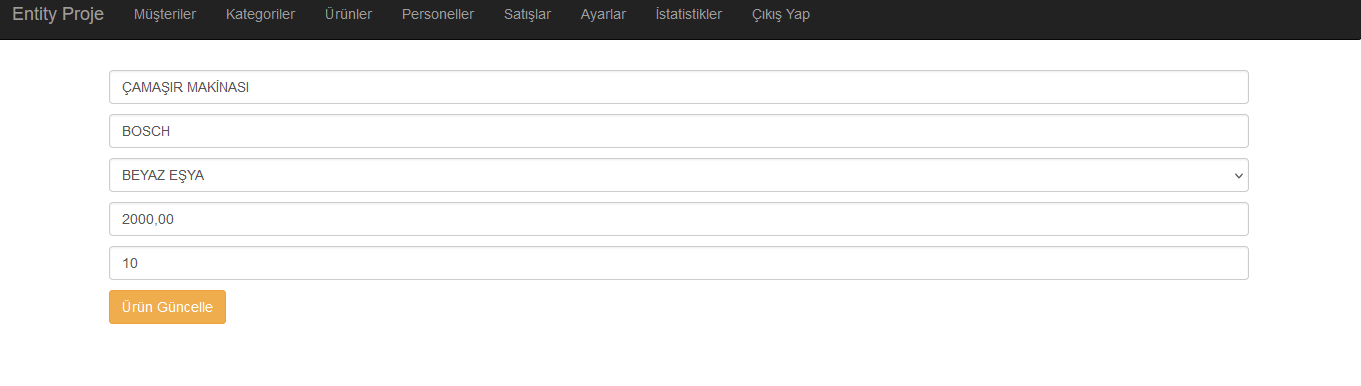 Entity Proje Müşteriler Kategoriler Ürünler Personeller Satışlar Ayarlar İstatistikler Çıkış Yap
ÇAMAŞIR MAKİNASI
BOSCH
BEYAZ EŞYA
2000,00
10
Ürün Güncelle